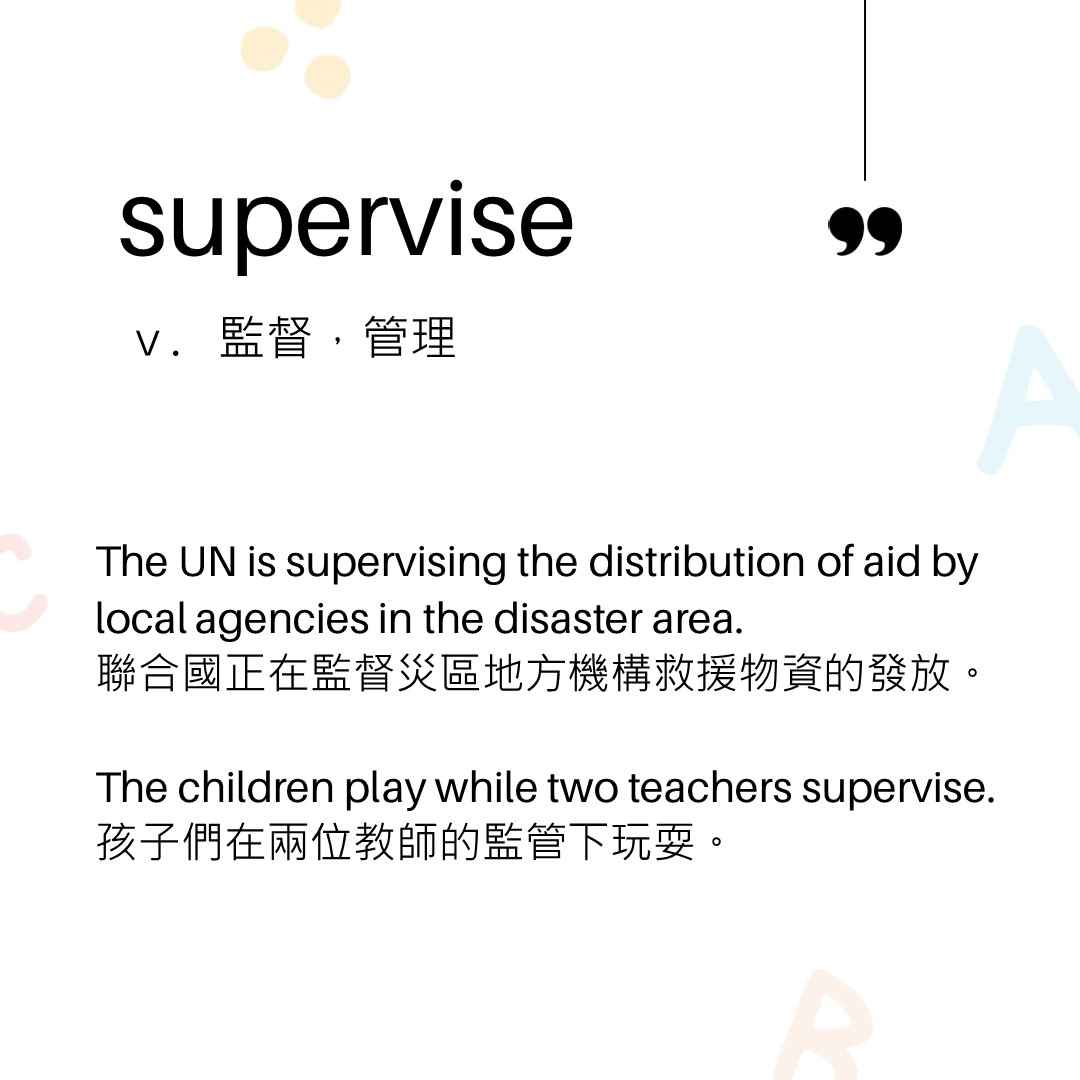 supervise
”
v. 監督，管理
The UN is supervising the distribution of aid by
local agencies in the disaster area.
聯合國正在監督災區地方機構救援物資的發放。
The children play while two teachers supervise.
孩子們在兩位教師的監管下玩耍。
A
C
B